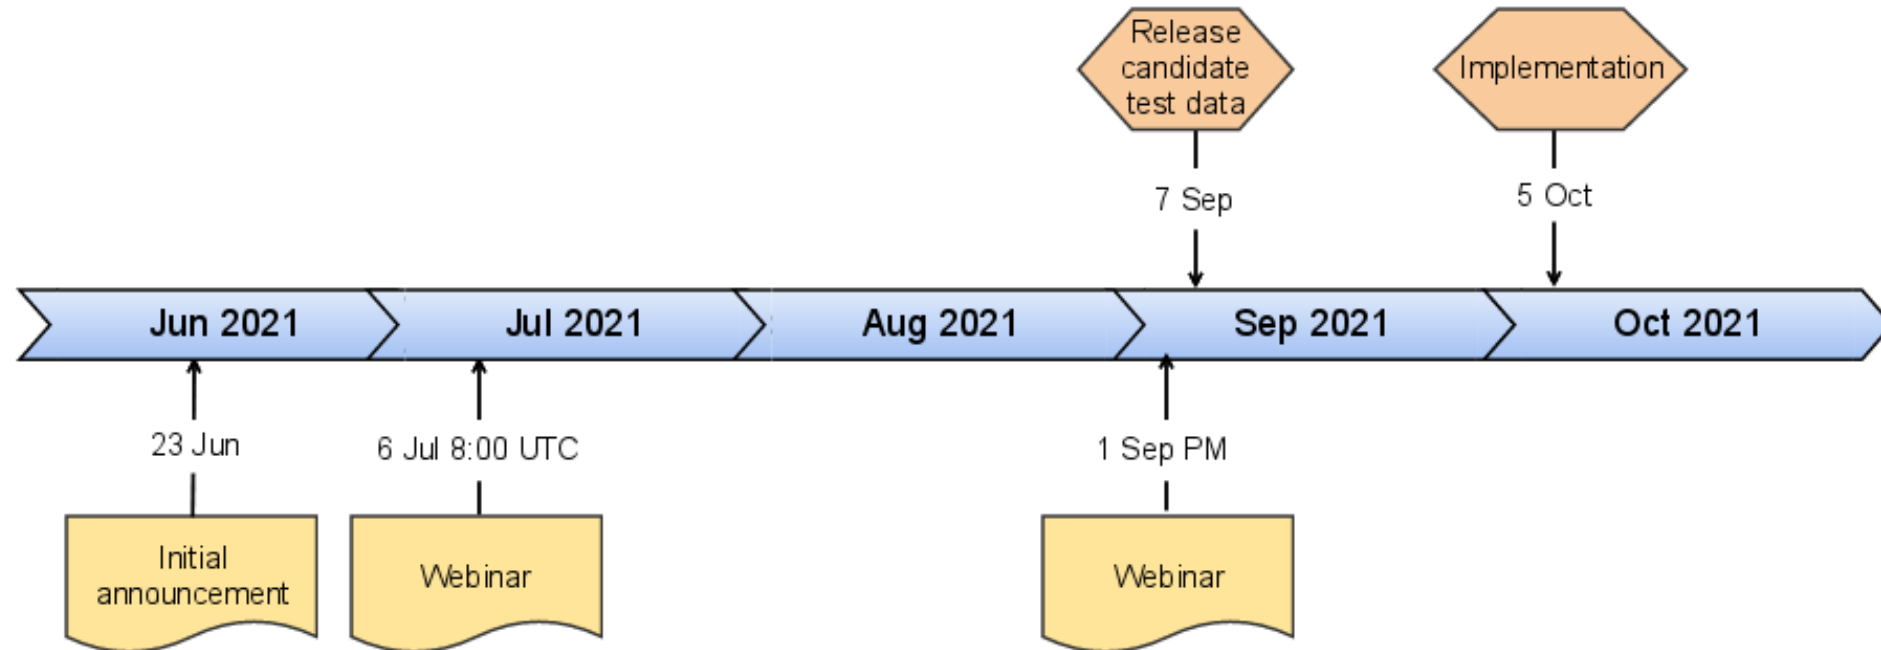 Release
candidate
test data
Implementation
7 Sep
5 Oct
Jun 2021
Jul 2021
Aug 2021
Sep 2021
Oct 2021
23 Jun
6 Jul 8:00 UTC
1 Sep PM
Initial
announcement
Webinar
Webinar